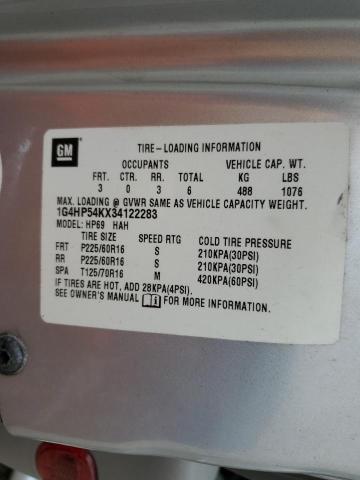 GM
TIRE-LOADING INFORMATION
OCCUPANTS VEHICLE CAP. WT.
FRT. CTR. RR. TOTAL KG LBS
3 0 3 6 488 1076
MAX. LOADING @ GVWR SAME AS VEHICLE CAPACITY WEIGHT.
1G4HP54KX34122283
MODEL: HP69 HAH
TIRE SIZE SPEED RTG COLD TIRE PRESSURE
FRT P225/60R16 S 210KPA(30PSI)
RR P225/60R16 S 210KPA(30PSI)
SPA T125/70R16 M 420KPA(60PSI)
IF TIRES ARE HOT, ADD 28KPA(4PSI).
SEE OWNER'S MANUAL FOR MORE INFORMATION.